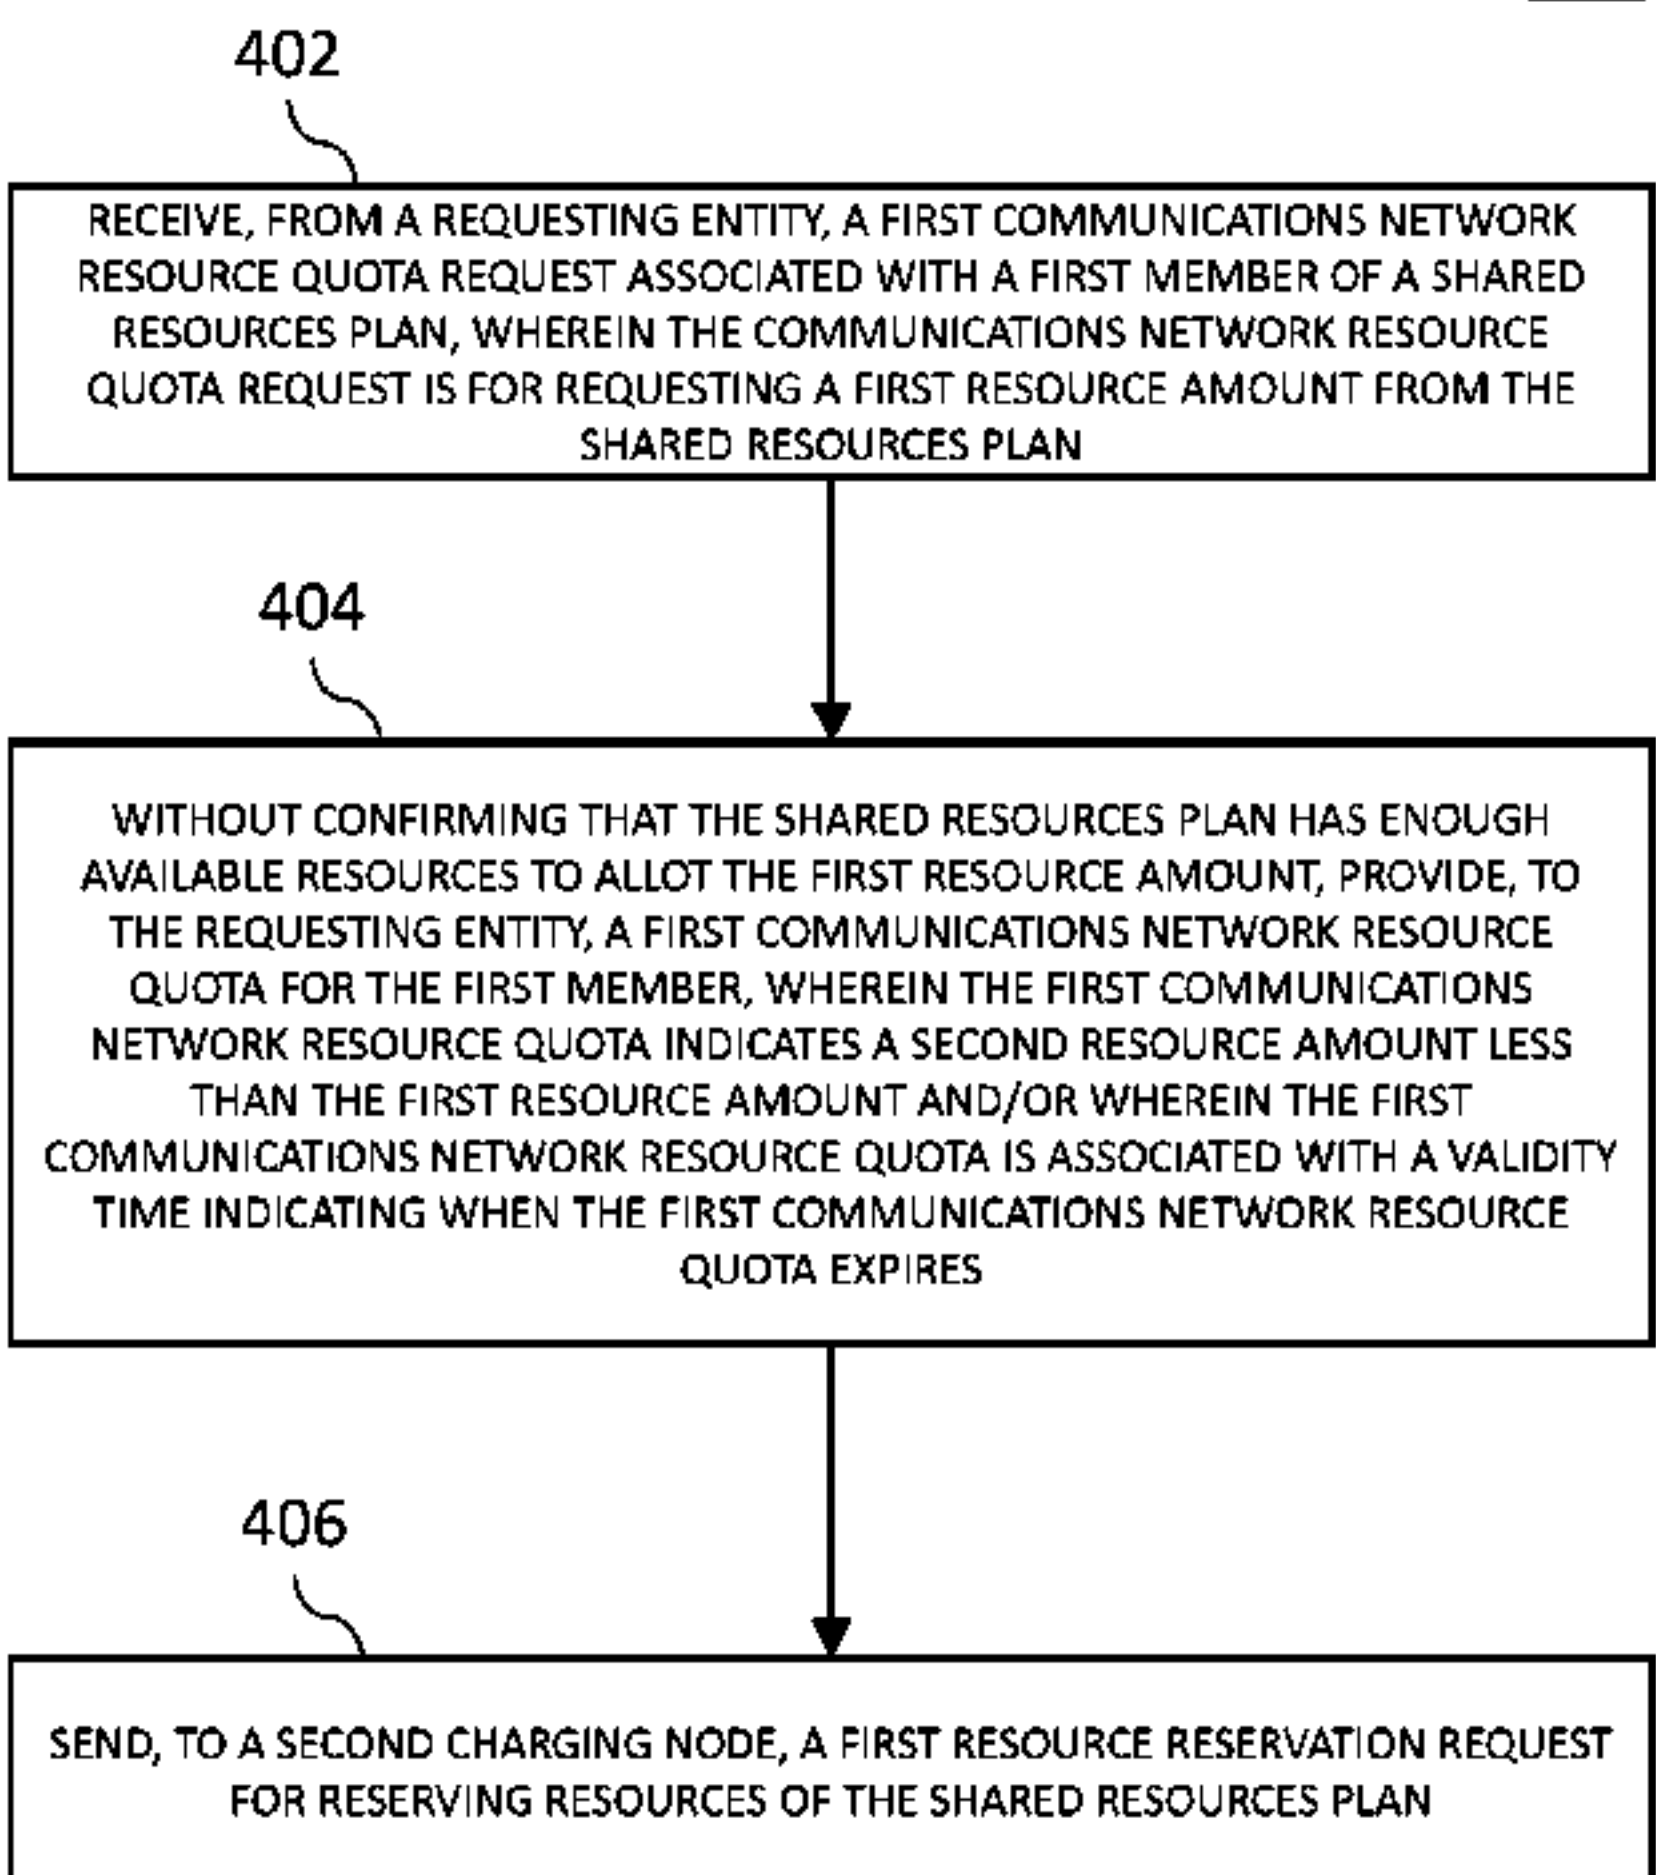 402
RECEIVE, FROM A REQUESTING ENTITY, A FIRST COMMUNICATIONS NETWORK
RESOURCE QUOTA REQUEST ASSOCIATED WITH A FIRST MEMBER OF A SHARED
RESOURCES PLAN, WHEREIN THE COMMUNICATIONS NETWORK RESOURCE
QUOTA REQUEST IS FOR REQUESTING A FIRST RESOURCE AMOUNT FROM THE
SHARED RESOURCES PLAN
404
WITHOUT CONFIRMING THAT THE SHARED RESOURCES PLAN HAS ENOUGH
AVAILABLE RESOURCES TO ALLOT THE FIRST RESOURCE AMOUNT, PROVIDE, TO
THE REQUESTING ENTITY, A FIRST COMMUNICATIONS NETWORK RESOURCE
QUOTA FOR THE FIRST MEMBER, WHEREIN THE FIRST COMMUNICATIONS
NETWORK RESOURCE QUOTA INDICATES A SECOND RESOURCE AMOUNT LESS
THAN THE FIRST RESOURCE AMOUNT AND/OR WHEREIN THE FIRST
COMMUNICATIONS NETWORK RESOURCE QUOTA IS ASSOCIATED WITH A VALIDITY
TIME INDICATING WHEN THE FIRST COMMUNICATIONS NETWORK RESOURCE
QUOTA EXPIRES
406
SEND, TO A SECOND CHARGING NODE, A FIRST RESOURCE RESERVATION REQUEST
FOR RESERVING RESOURCES OF THE SHARED RESOURCES PLAN